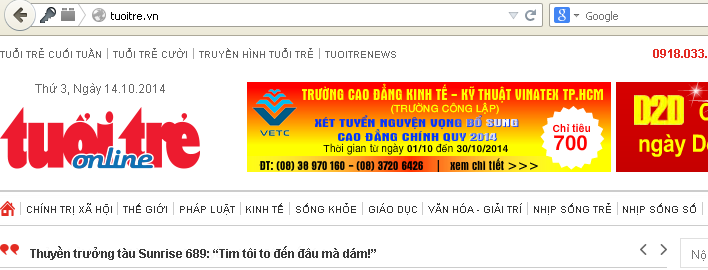 tuoitre.vn
Google
TUỔI TRẺ CUỐI TUẦN | TUỔI TRẺ CƯỜI | TRUYỀN HÌNH TUỔI TRẺ | TUOITRENEWS
0918.033.
Thứ 3, Ngày 14.10.2014
tuổi trẻ
online
VETC
TRƯỜNG CAO ĐẲNG KINH TẾ - KỸ THUẬT VINATEX TP.HCM
(TRƯỜNG CÔNG LẬP)
XÉT TUYỂN NGUYỆN VỌNG BỔ SUNG
CAO ĐẲNG CHÍNH QUY 2014
Thời gian từ ngày 01/10 đến 30/10/2014
ĐT: (08) 38 970 160 - (08) 3720 6426 | xem chi tiết >>>
Chỉ tiêu
700
D2D
ngày D
CHÍNH TRỊ XÃ HỘI | THẾ GIỚI | PHÁP LUẬT | KINH TẾ | SỐNG KHỎE | GIÁO DỤC | VĂN HÓA - GIẢI TRÍ | NHỊP SỐNG TRẺ | NHỊP SỐNG SỐ |
Thuyền trưởng tàu Sunrise 689: “Tim tôi to đến đâu mà dám!”
Nộ